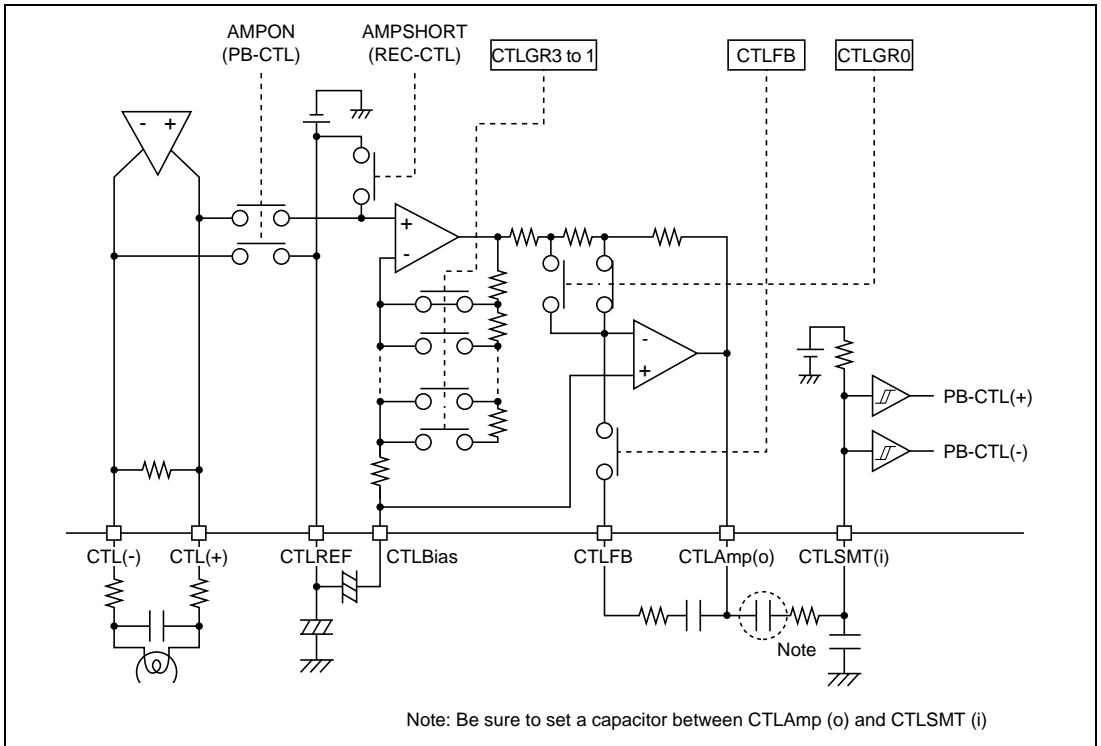 AMPON
(PB-CTL)
AMPSHORT
(REC-CTL)
CTLGR3 to 1
CTLFB
CTLGR0
- +
+
-
-
+
PB-CTL(+)
PB-CTL(-)
CTL(-)
CTL(+)
CTLREF
CTLBias
CTLFB
CTLAmp(o)
CTLSMT(i)
Note
Note: Be sure to set a capacitor between CTLAmp (o) and CTLSMT (i)